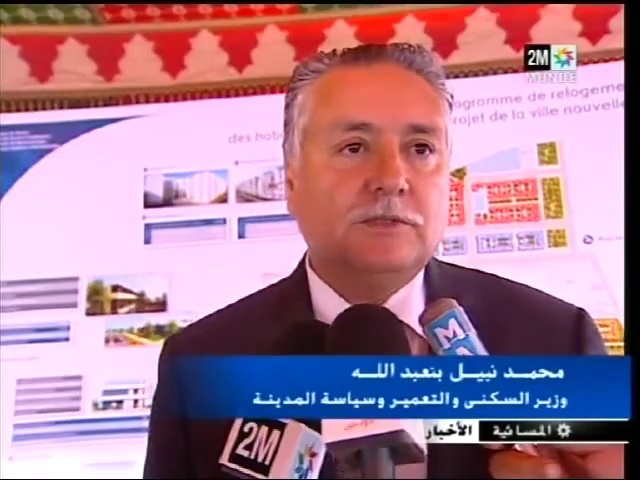 2M
MONDE
programme de relogeme
des hab
rojet de la ville nouvelle
محمد نبيل بنعبد الله
وزير السكنى والتعمير وسياسة المدينة
المسائية
الأخبار
2M